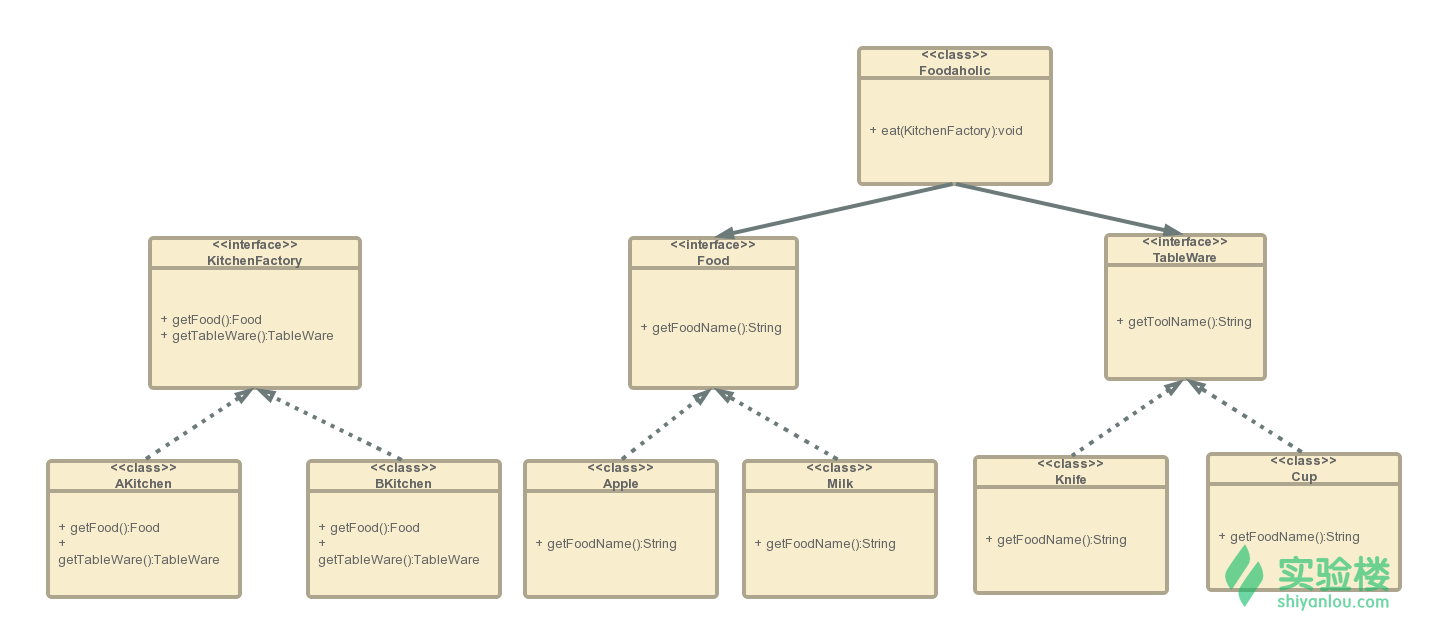 <<class>>
Foodaholic
+ eat(KitchenFactory):void
<<interface>>
KitchenFactory
+ getFood():Food
+ getTableWare():TableWare
<<interface>>
Food
+ getFoodName():String
<<interface>>
TableWare
+ getToolName():String
<<class>>
AKitchen
+ getFood():Food
+
getTableWare():TableWare
<<class>>
BKitchen
+ getFood():Food
+
getTableWare():TableWare
<<class>>
Apple
+ getFoodName():String
<<class>>
Milk
+ getFoodName():String
<<class>>
Knife
+ getFoodName():String
<<class>>
Cup
+ getFoodName():String
实验楼
shiyanlou.com